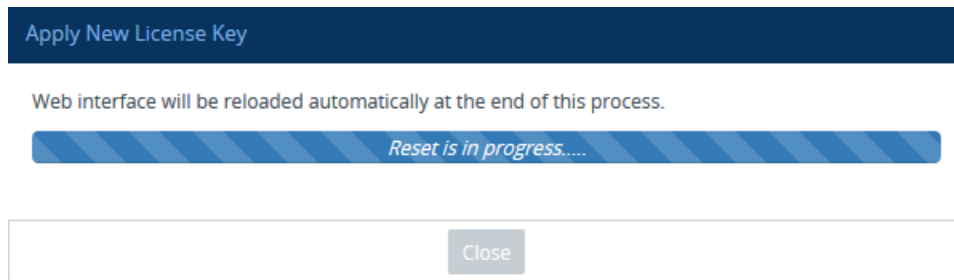 Apply New License Key
Web interface will be reloaded automatically at the end of this process.
Reset is in progress.....
Close